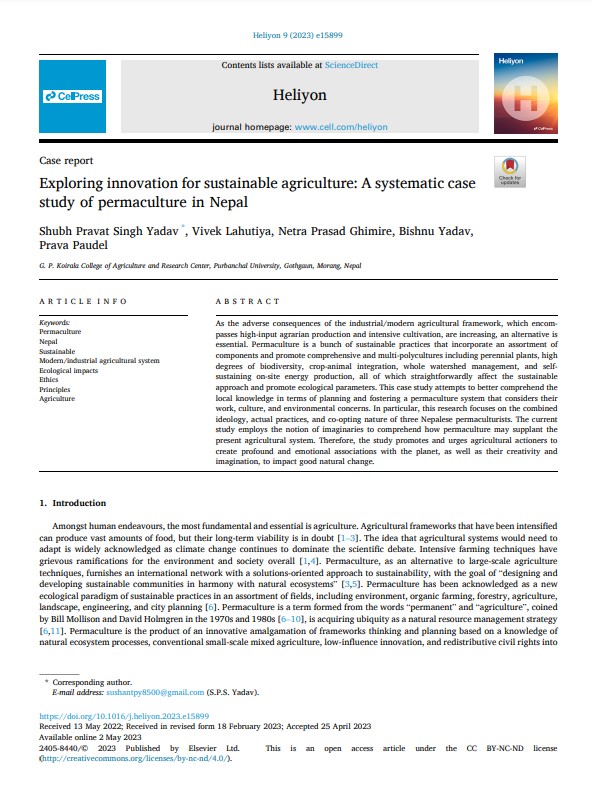 Heliyon 9 (2023) e15899
CelPress
Contents lists available at ScienceDirect
Heliyon
journal homepage: www.cell.com/heliyon
Heliyon
H
CelPress
Case report
Exploring innovation for sustainable agriculture: A systematic case
study of permaculture in Nepal
Check for
updates
Shubh Pravat Singh Yadav *, Vivek Lahutiya, Netra Prasad Ghimire, Bishnu Yadav,
Prava Paudel
G. P. Koirala College of Agriculture and Research Center, Purbanchal University, Gothgaun, Morang, Nepal
ARTICLE INFO
Keywords:
Permaculture
Nepal
Sustainable
Modern/industrial agricultural system
Ecological impacts
Ethics
Principles
Agriculture
ABSTRACT
As the adverse consequences of the industrial/modern agricultural framework, which encom-
passes high-input agrarian production and intensive cultivation, are increasing, an alternative is
essential. Permaculture is a bunch of sustainable practices that incorporate an assortment of
components and promote comprehensive and multi-polycultures including perennial plants, high
degrees of biodiversity, crop-animal integration, whole watershed management, and self-
sustaining on-site energy production, all of which straightforwardly affect the sustainable
approach and promote ecological parameters. This case study attempts to better comprehend the
local knowledge in terms of planning and fostering a permaculture system that considers their
work, culture, and environmental concerns. In particular, this research focuses on the combined
ideology, actual practices, and co-opting nature of three Nepalese permaculturists. The current
study employs the notion of imaginaries to comprehend how permaculture may supplant the
present agricultural system. Therefore, the study promotes and urges agricultural actioners to
create profound and emotional associations with the planet, as well as their creativity and
imagination, to impact good natural change.
1. Introduction
Amongst human endeavours, the most fundamental and essential is agriculture. Agricultural frameworks that have been intensified
can produce vast amounts of food, but their long-term viability is in doubt [1–3]. The idea that agricultural systems would need to
adapt is widely acknowledged as climate change continues to dominate the scientific debate. Intensive farming techniques have
grievous ramifications for the environment and society overall [1,4]. Permaculture, as an alternative to large-scale agriculture
techniques, furnishes an international network with a solutions-oriented approach to sustainability, with the goal of "designing and
developing sustainable communities in harmony with natural ecosystems" [3,5]. Permaculture has been acknowledged as a new
ecological paradigm of sustainable practices in an assortment of fields, including environment, organic farming, forestry, agriculture,
landscape, engineering, and city planning [6]. Permaculture is a term formed from the words "permanent" and "agriculture", coined
by Bill Mollison and David Holmgren in the 1970s and 1980s [6–10], is acquiring ubiquity as a natural resource management strategy
[6,11]. Permaculture is the product of an innovative amalgamation of frameworks thinking and planning based on a knowledge of
natural ecosystem processes, conventional small-scale mixed agriculture, low-influence innovation, and redistributive civil rights into
* Corresponding author.
E-mail address: sushantpy8500@gmail.com (S.P.S. Yadav).
https://doi.org/10.1016/j.heliyon.2023.e15899
Received 13 May 2022; Received in revised form 18 February 2023; Accepted 25 April 2023
Available online 2 May 2023
2405-8440/© 2023 Published by Elsevier Ltd. This is an open access article under the CC BY-NC-ND license
(http://creativecommons.org/licenses/by-nc-nd/4.0/).